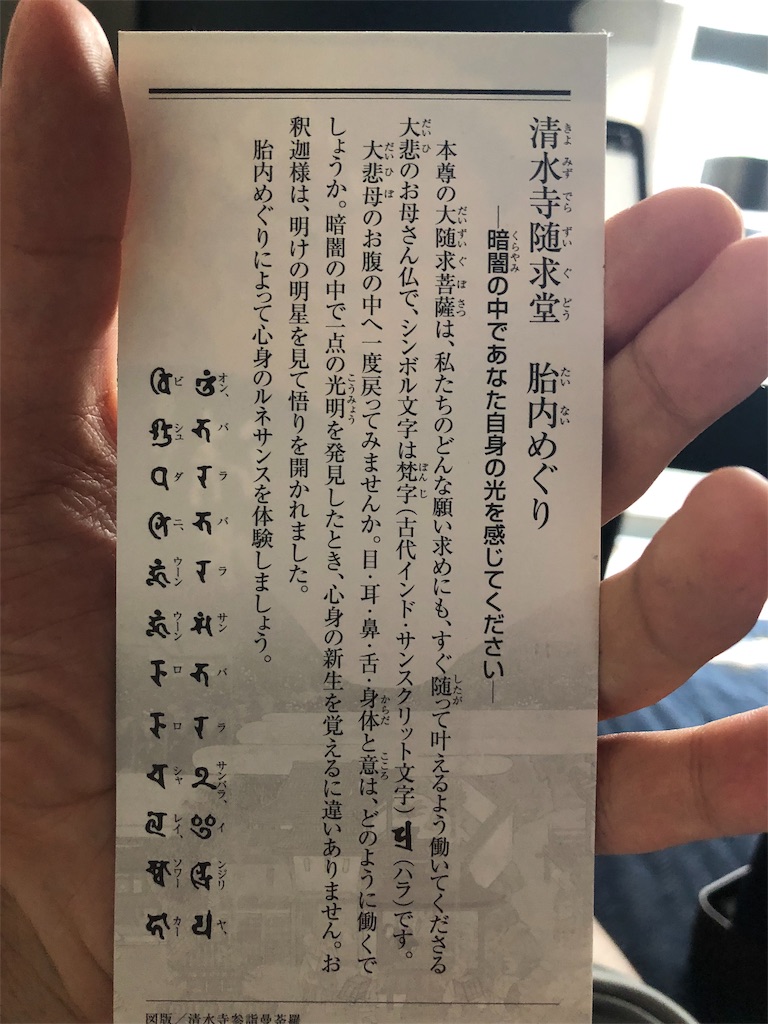 清水寺随求堂　胎内めぐり
―暗闇の中であなた自身の光を感じてください―
本尊の大随求菩薩は、私たちのどんな願い求めにも、すぐ随って叶えるよう働いてくださる
大悲のお母さん仏で、シンボル文字は梵字（古代インド・サンスクリット文字）（ハラ）です。
大悲母のお腹の中へ一度戻ってみませんか。目・耳・鼻・舌・身体と意は、どのように働くで
しょうか。暗闇の中で一点の光明を発見したとき、心身の新生を覚えるに違いありません。お
釈迦様は、明けの明星を見て悟りを開かれました。
胎内めぐりによって心身のルネサンスを体験しましょう。
オン、バラバラサンバラサンバラ、インジリヤ、
ビシュダニ、ウーンウーンロロシャレイ、ソワーカー
図版／清水寺参詣曼荼羅